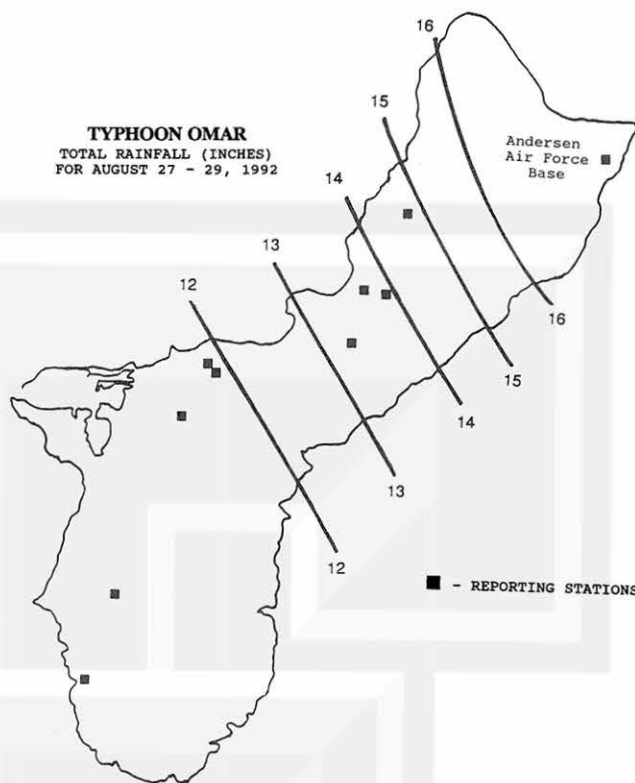 TYPHOON OMAR
TOTAL RAINFALL (INCHES)
FOR AUGUST 27 - 29, 1992
16
15
Andersen
Air Force
Base
14
13
12
16
15
14
13
12
- REPORTING STATIONS